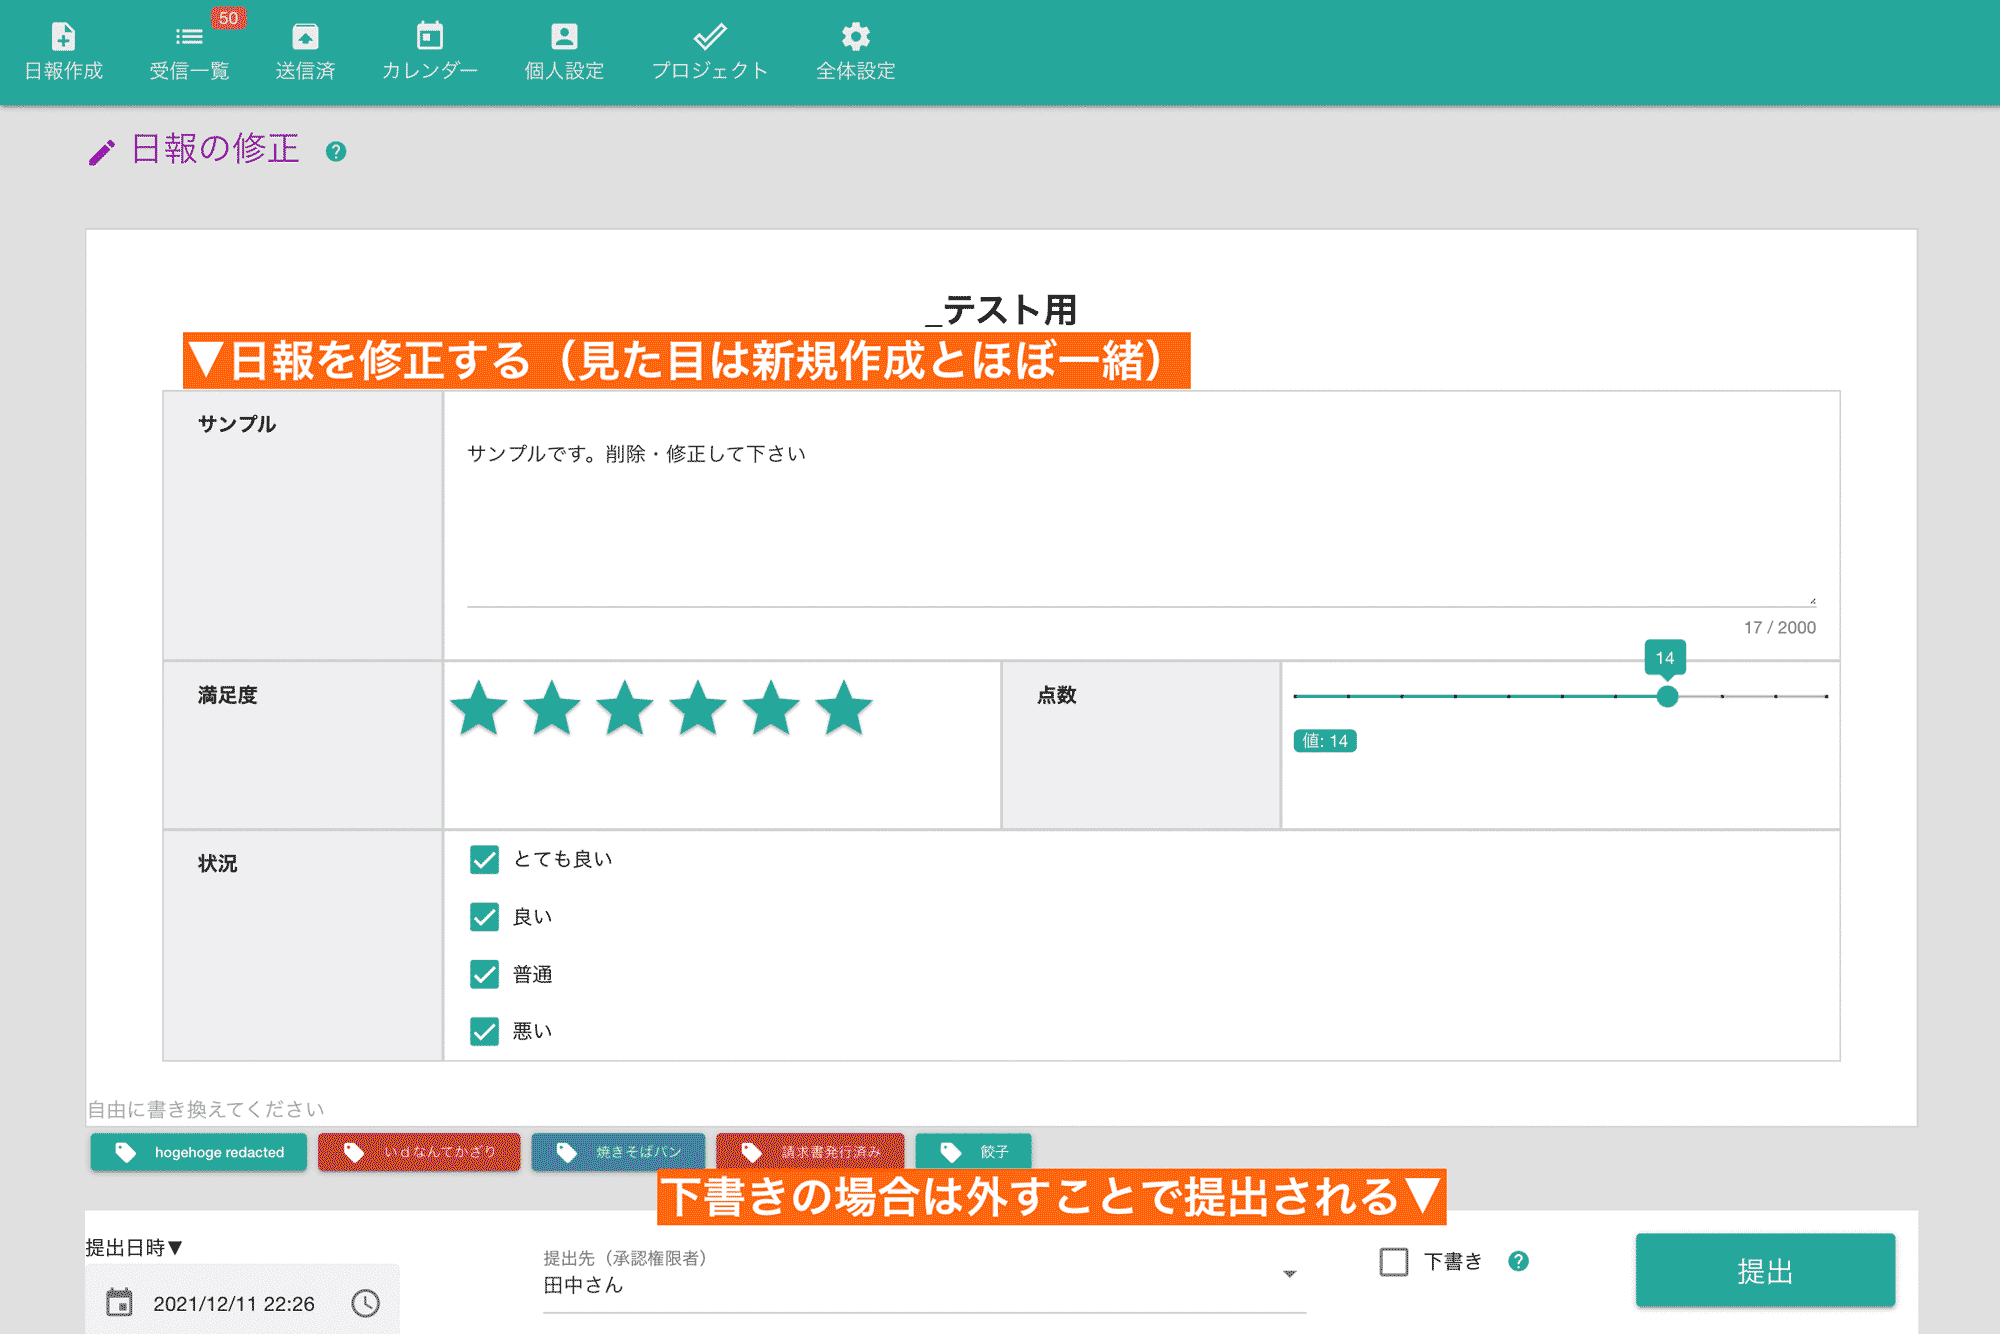 50
日報作成
受信一覧
送信済
カレンダー
個人設定
プロジェクト
全体設定
日報の修正
?
_テスト用
▼日報を修正する（見た目は新規作成とほぼ一緒）
サンプル
サンプルです。削除・修正して下さい
17 / 2000
満足度
点数
14
値: 14
状況
とても良い
良い
普通
悪い
自由に書き換えてください
hogehoge redacted
いdなんてかざり
焼きそばパン
請求書発行済み
餃子
下書きの場合は外すことで提出される▼
提出日時▼
2021/12/11 22:26
提出先（承認権限者）
田中さん
下書き
?
提出